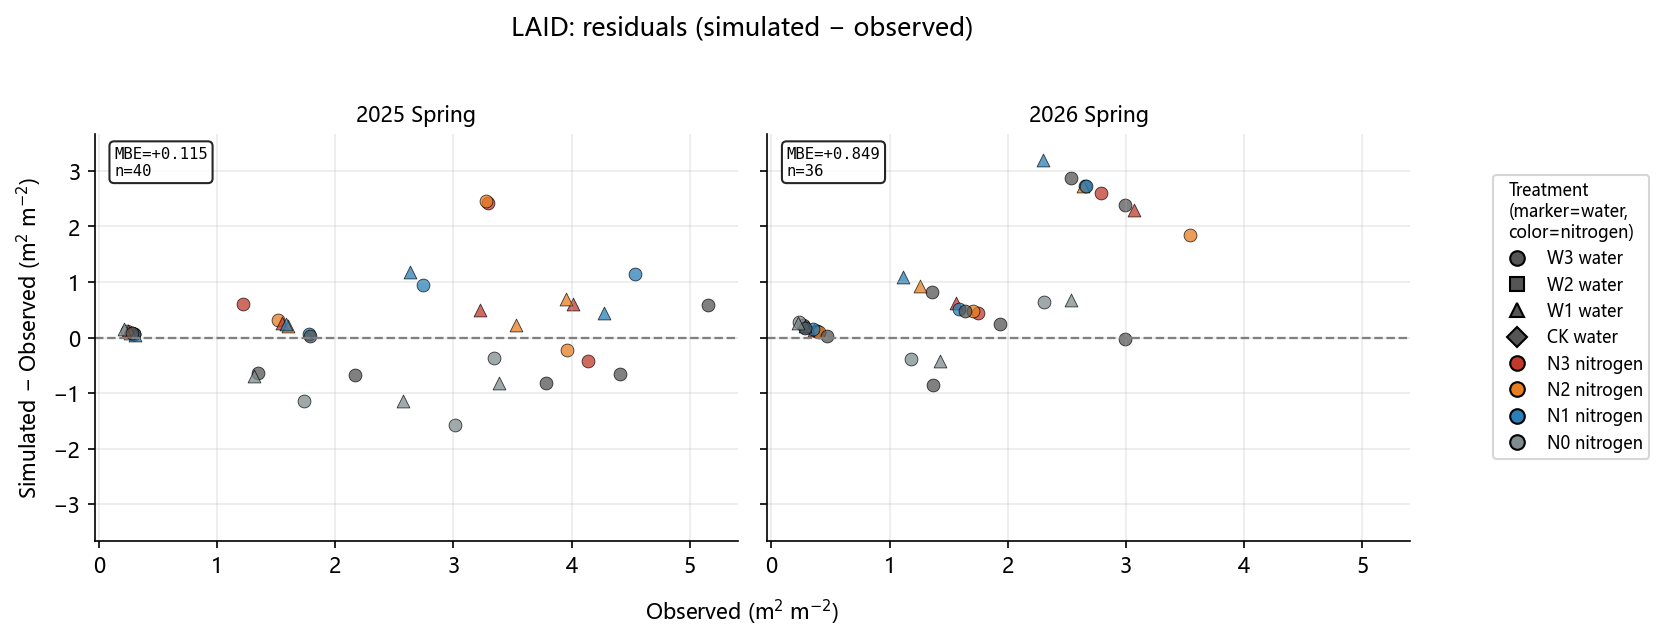 LAID: residuals (simulated − observed)
2025 Spring
2026 Spring
MBE=+0.115
n=40
MBE=+0.849
n=36
3
2
1
0
−1
−2
−3
Simulated − Observed (m² m⁻²)
0 1 2 3 4 5
0 1 2 3 4 5
Observed (m² m⁻²)
Treatment
(marker=water,
color=nitrogen)
W3 water
W2 water
W1 water
CK water
N3 nitrogen
N2 nitrogen
N1 nitrogen
N0 nitrogen